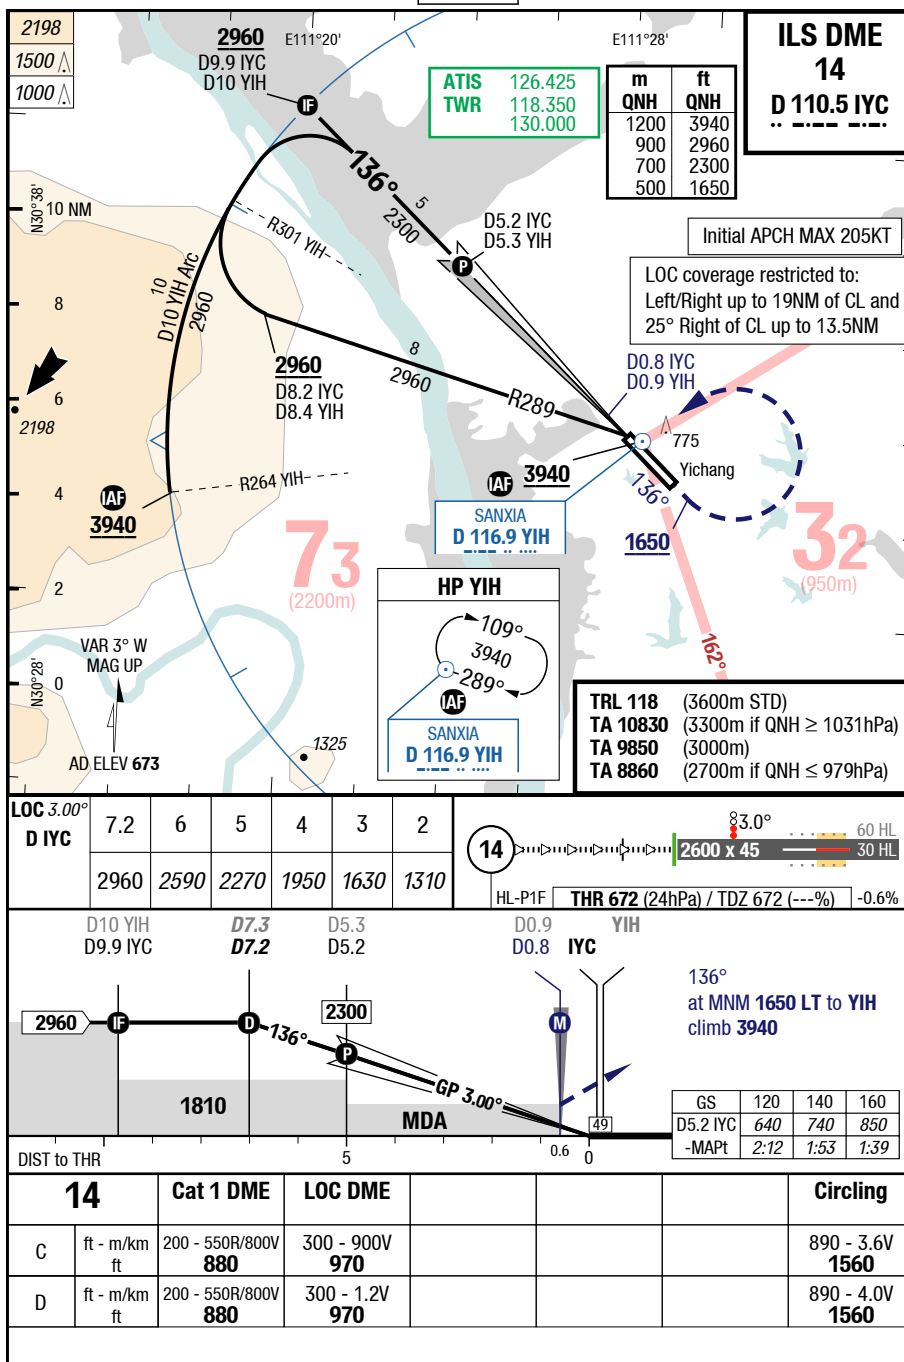 2198
1500
1000
2960
D9.9 IYC
D10 YIH
E111°20'
E111°28'
ATIS 126.425
TWR 118.350
130.000
m ft
QNH QNH
1200 3940
900 2960
700 2300
500 1650
ILS DME
14
D 110.5 IYC
IF
136°
5
2300
D5.2 IYC
D5.3 YIH
P
Initial APCH MAX 205KT
LOC coverage restricted to:
Left/Right up to 19NM of CL and
25° Right of CL up to 13.5NM
N30°38'
10 NM
R301 YIH
10
D10 YIH Arc
2960
8
2960
D8.2 IYC
D8.4 YIH
8
2960
R289
D0.8 IYC
D0.9 YIH
6
2198
775
Yichang
R264 YIH
4
IAF
3940
IAF
3940
136°
1650
SANXIA
D 116.9 YIH
73
(2200m)
32
(950m)
162°
2
HP YIH
109°
3940
289°
IAF
SANXIA
D 116.9 YIH
VAR 3° W
MAG UP
N30°28'
0
AD ELEV 673
1325
TRL 118 (3600m STD)
TA 10830 (3300m if QNH ≥ 1031hPa)
TA 9850 (3000m)
TA 8860 (2700m if QNH ≤ 979hPa)
LOC 3.00°
D IYC
7.2 6 5 4 3 2
2960 2590 2270 1950 1630 1310
14
3.0°
2600 x 45
60 HL
30 HL
HL-P1F
THR 672 (24hPa) / TDZ 672 (---%)
-0.6%
D10 YIH D7.3 D5.3 D0.9 YIH
D9.9 IYC D7.2 D5.2 D0.8 IYC
2960
IF
D
136°
2300
P
GP 3.00°
M
136°
at MNM 1650 LT to YIH
climb 3940
1810
MDA
49
GS 120 140 160
D5.2 IYC 640 740 850
-MAPt 2:12 1:53 1:39
DIST to THR
5
0.6
0
14 Cat 1 DME LOC DME Circling
C ft - m/km 200 - 550R/800V 300 - 900V 890 - 3.6V
ft 880 970 1560
D ft - m/km 200 - 550R/800V 300 - 1.2V 890 - 4.0V
ft 880 970 1560